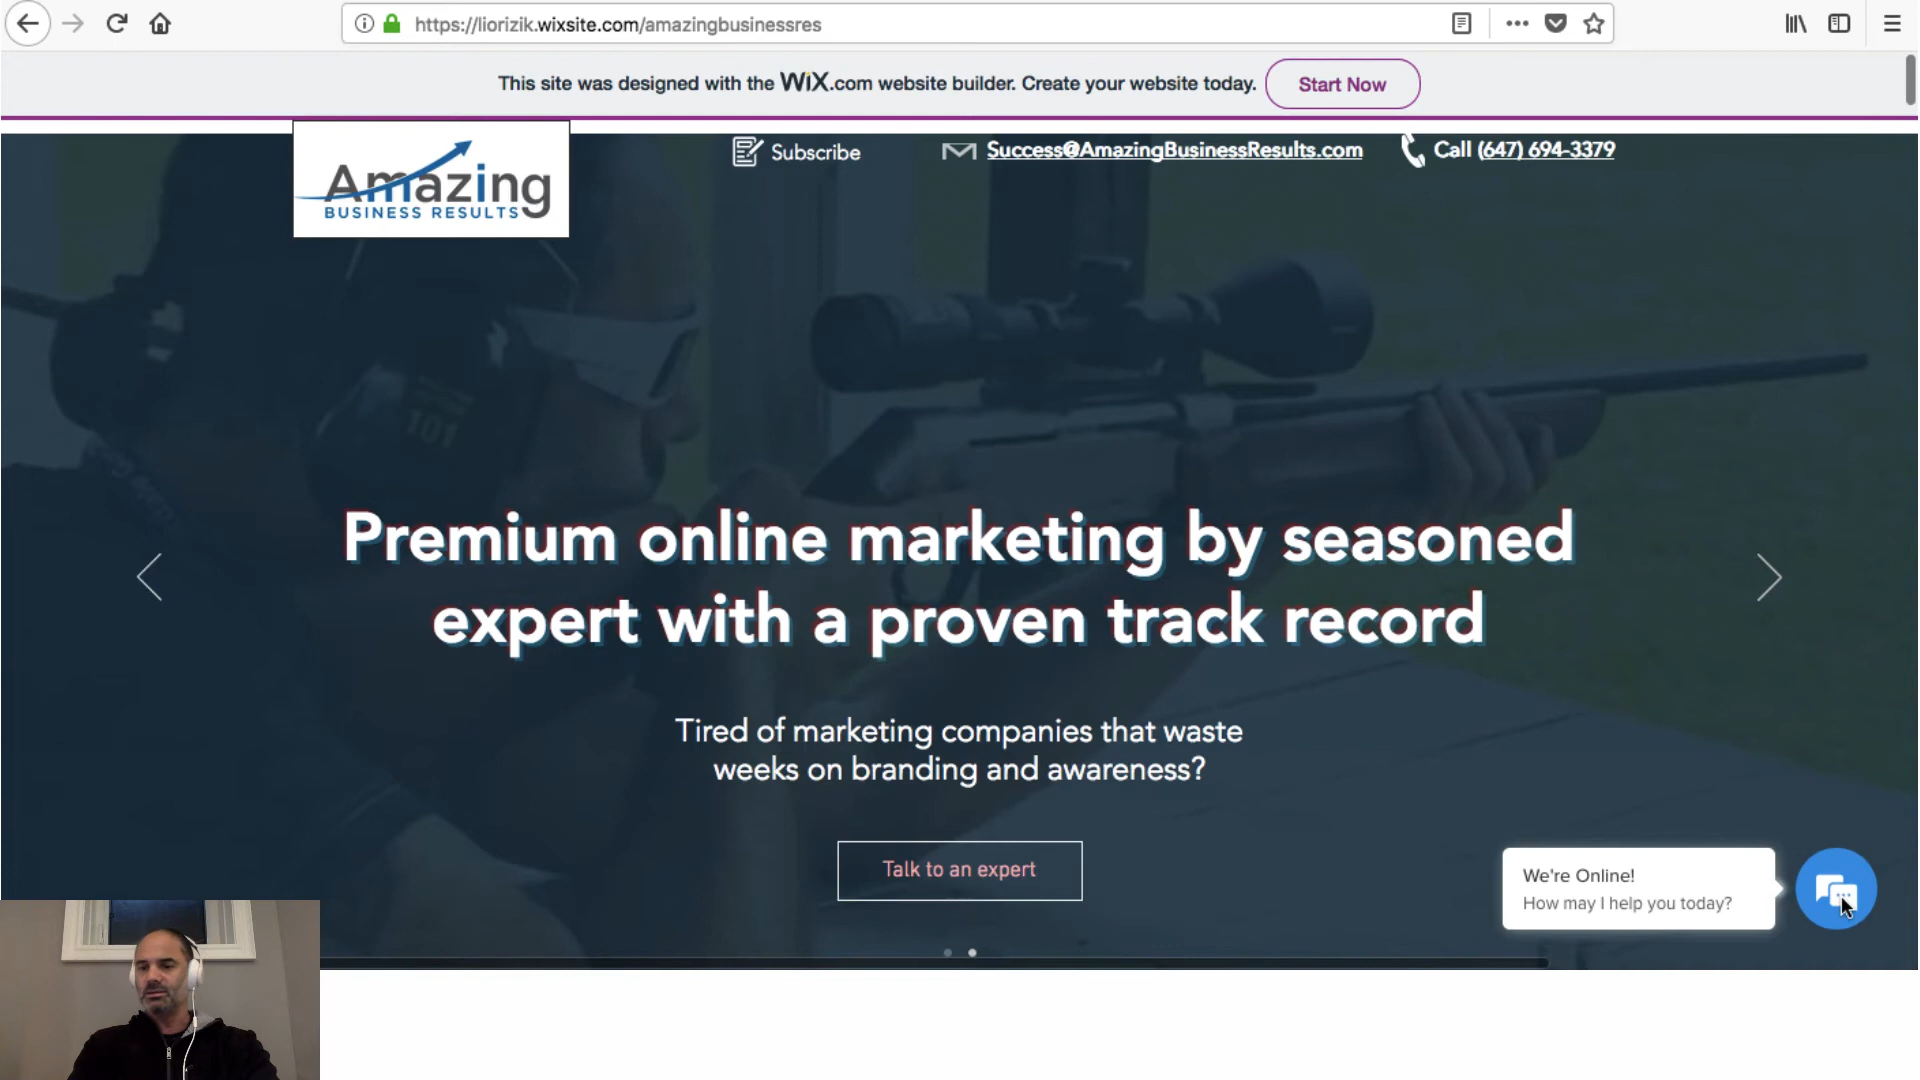 https://liorizik.wixsite.com/amazingbusinessres
This site was designed with the WiX.com website builder. Create your website today.
Start Now
Amazing
BUSINESS RESULTS
Subscribe
Success@AmazingBusinessResults.com
Call (647) 694-3379
101
Premium online marketing by seasoned
expert with a proven track record
Tired of marketing companies that waste
weeks on branding and awareness?
Talk to an expert
We're Online!
How may I help you today?